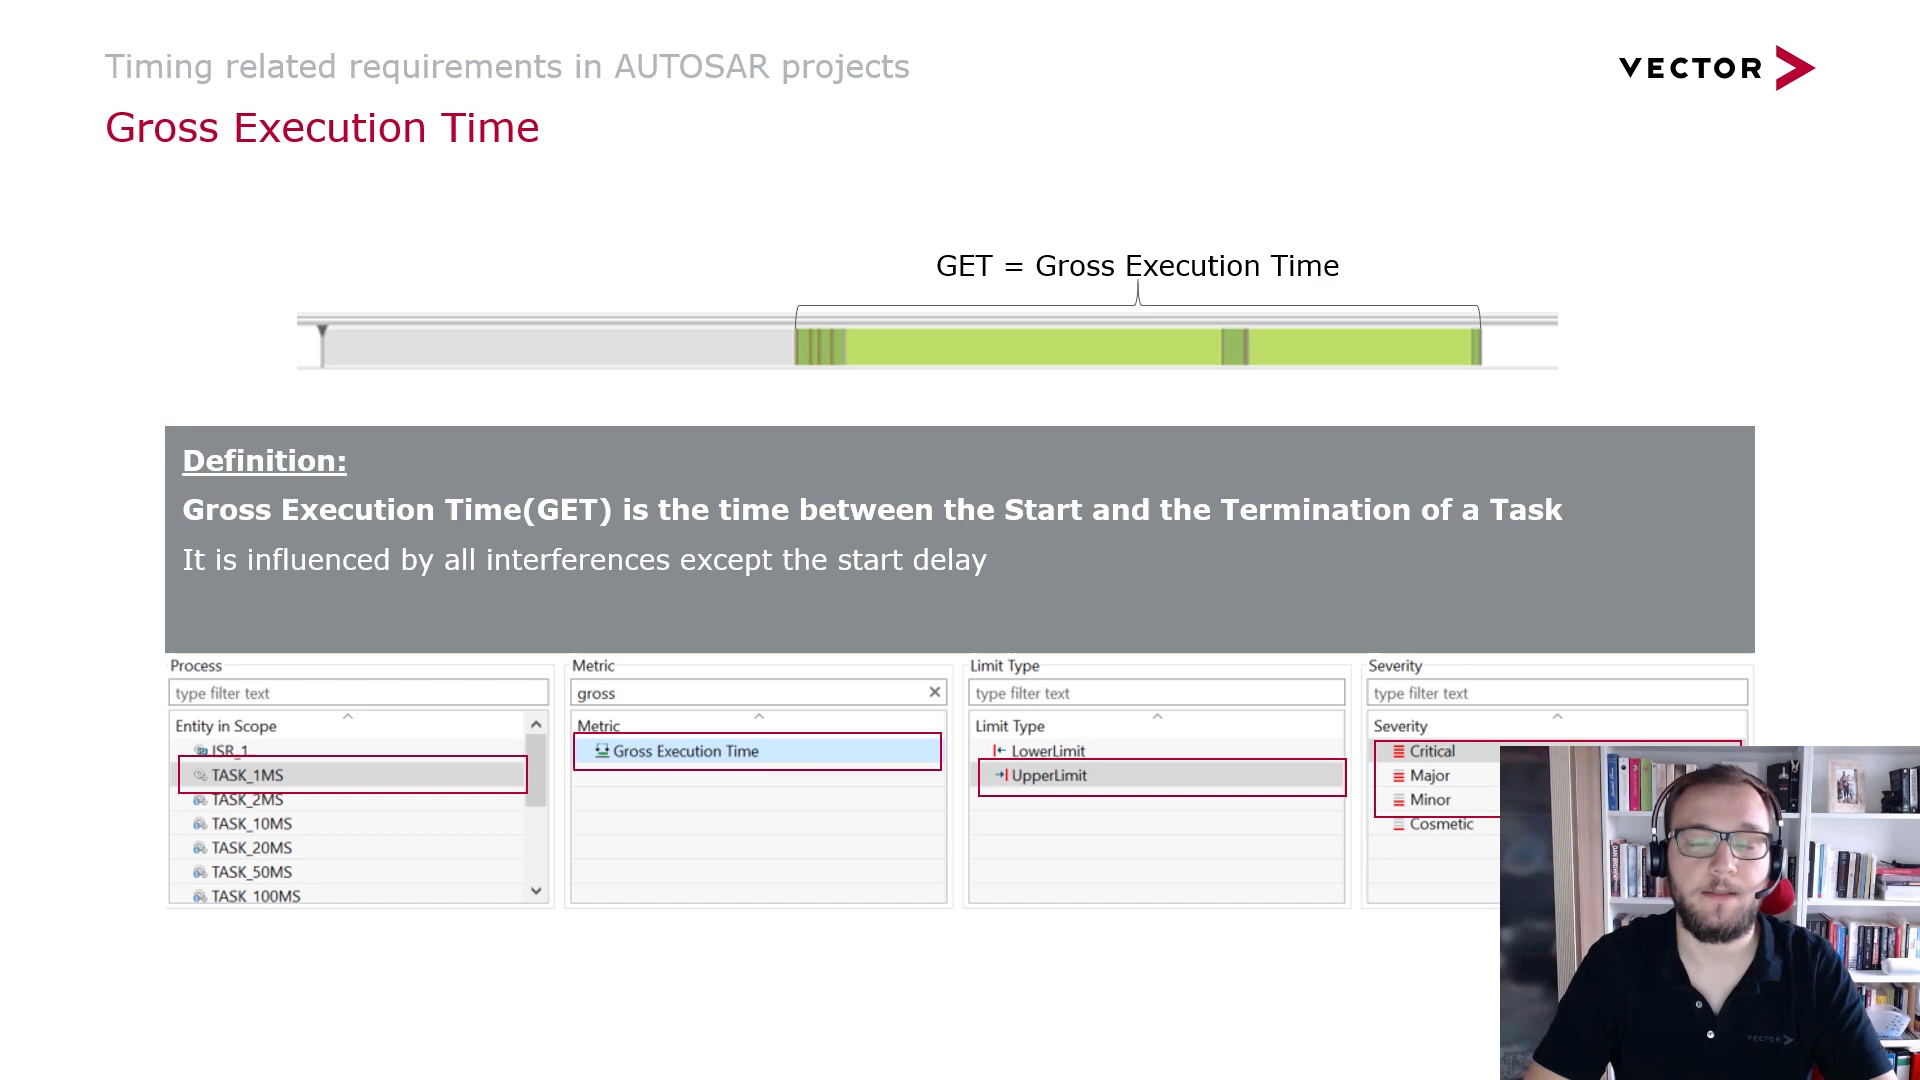 Timing related requirements in AUTOSAR projects
VECTOR
Gross Execution Time
GET = Gross Execution Time
Definition:
Gross Execution Time(GET) is the time between the Start and the Termination of a Task
It is influenced by all interferences except the start delay
Process
type filter text
Entity in Scope
ISR_1
TASK_1MS
TASK_2MS
TASK_10MS
TASK_20MS
TASK_50MS
TASK_100MS
Metric
gross
Metric
Gross Execution Time
Limit Type
type filter text
Limit Type
LowerLimit
UpperLimit
Severity
type filter text
Severity
Critical
Major
Minor
Cosmetic
VECTOR